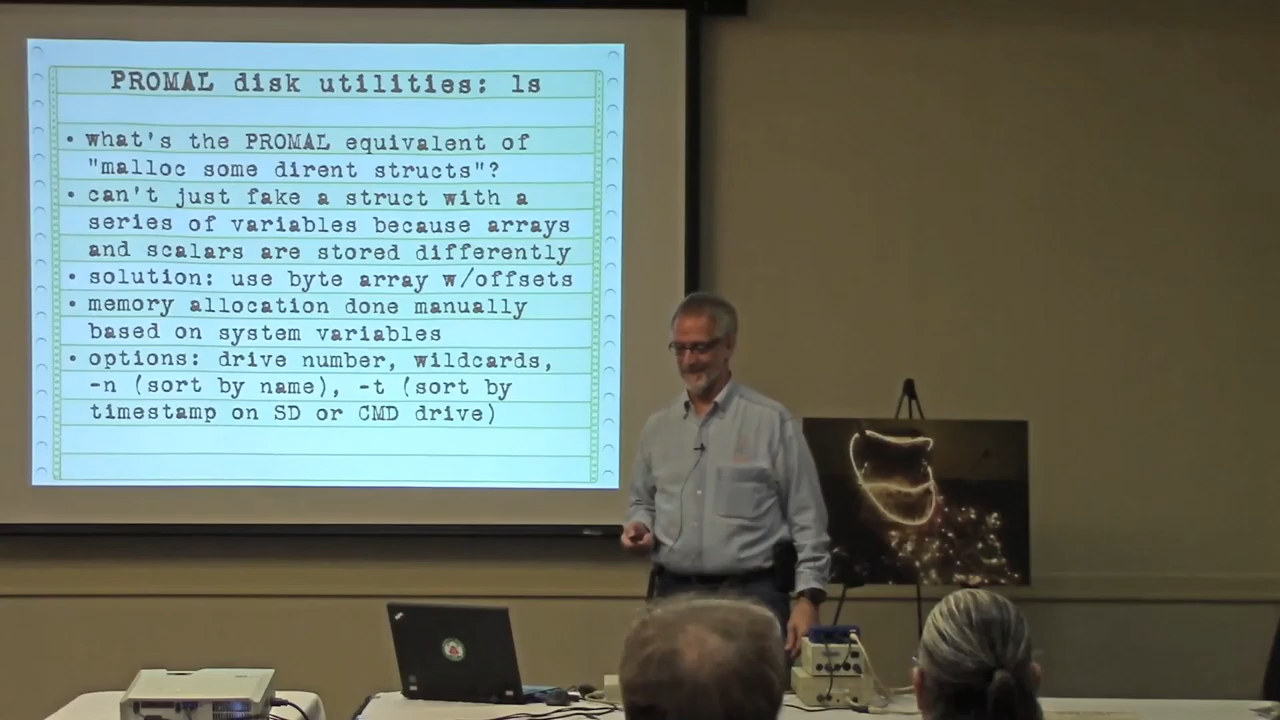 PROMAL disk utilities: ls
• what's the PROMAL equivalent of
"malloc some dirent structs"?
• can't just fake a struct with a
series of variables because arrays
and scalars are stored differently
• solution: use byte array w/offsets
• memory allocation done manually
based on system variables
• options: drive number, wildcards,
-n (sort by name), -t (sort by
timestamp on SD or CMD drive)